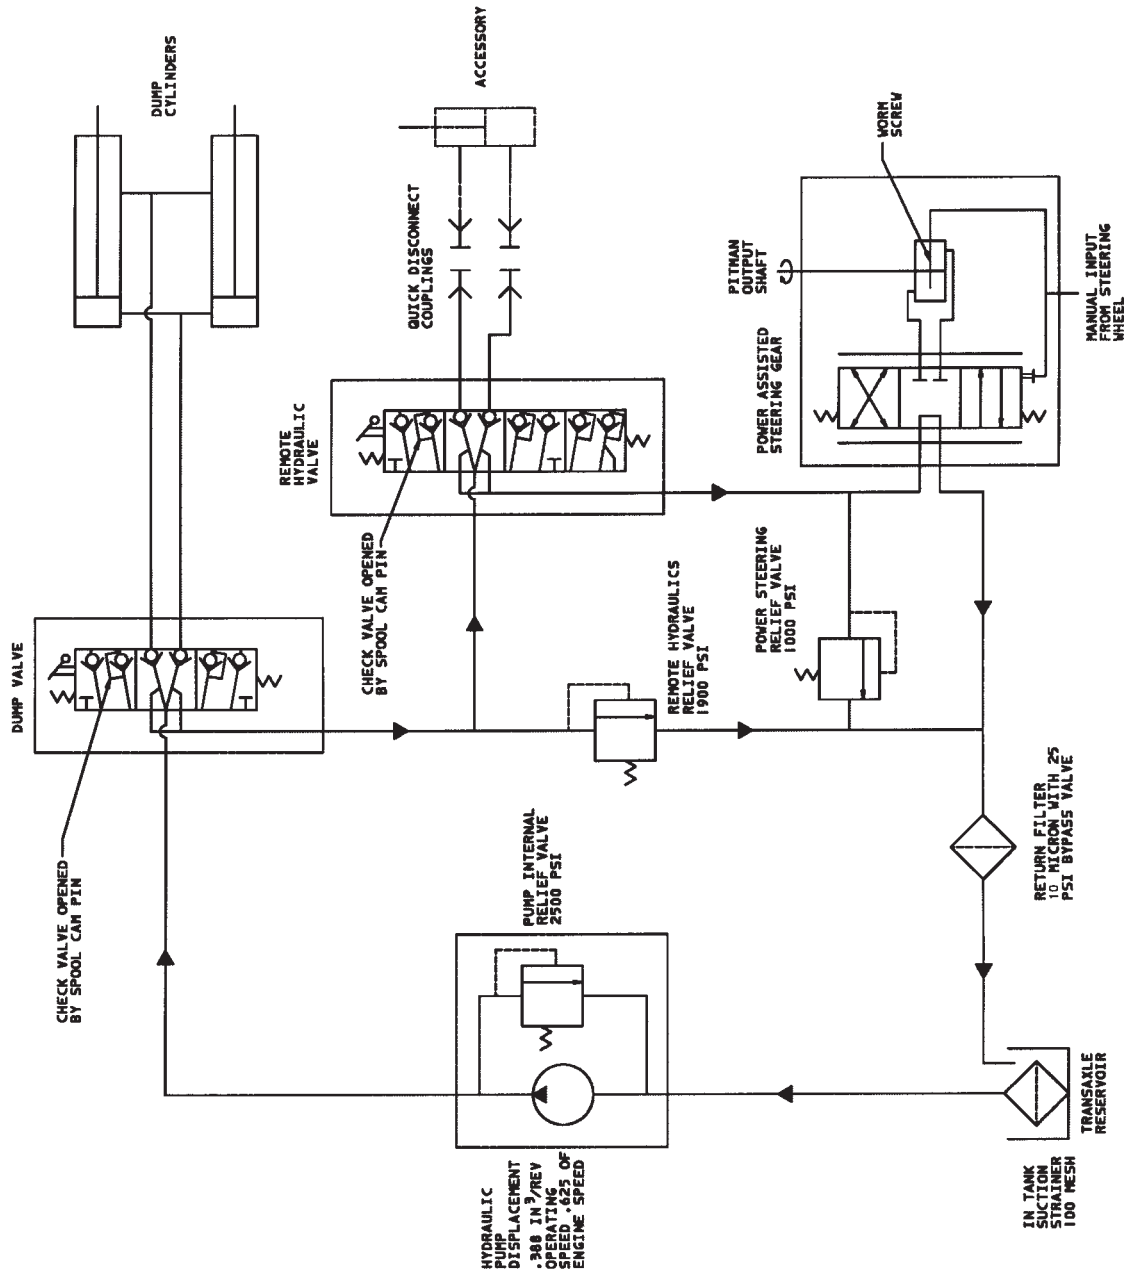 DUMP VALVE
CHECK VALVE OPENED
BY SPOOL CAM PIN
DUMP
CYLINDERS
REMOTE
HYDRAULIC
VALVE
CHECK VALVE OPENED
BY SPOOL CAM PIN
QUICK DISCONNECT
COUPLINGS
ACCESSORY
HYDRAULIC
PUMP
DISPLACEMENT
.388 IN³/REV
OPERATING
SPEED .625 OF
ENGINE SPEED
PUMP INTERNAL
RELIEF VALVE
2500 PSI
REMOTE HYDRAULICS
RELIEF VALVE
1900 PSI
POWER STEERING
RELIEF VALVE
1000 PSI
POWER ASSISTED
STEERING GEAR
PITMAN
OUTPUT
SHAFT
WORM
SCREW
IN TANK
SUCTION
STRAINER
100 MESH
TRANSAXLE
RESERVOIR
RETURN FILTER
10 MICRON WITH 25
PSI BYPASS VALVE
MANUAL INPUT
FROM STEERING
WHEEL